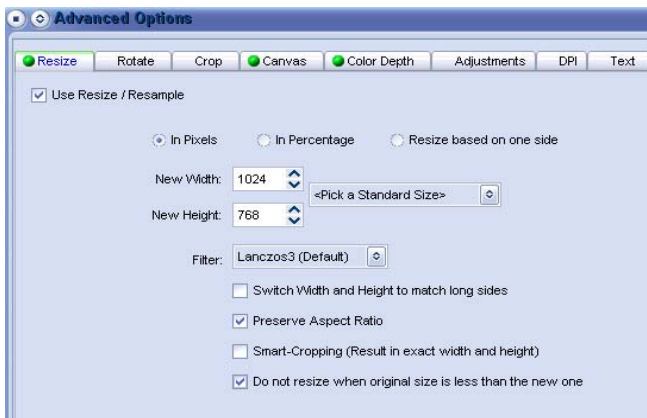 Advanced Options
Resize Rotate Crop Canvas Color Depth Adjustments DPI Text
Use Resize / Resample
In Pixels In Percentage Resize based on one side
New Width: 1024
<Pick a Standard Size>
New Height: 768
Filter: Lanczos3 (Default)
Switch Width and Height to match long sides
Preserve Aspect Ratio
Smart-Cropping (Result in exact width and height)
Do not resize when original size is less than the new one